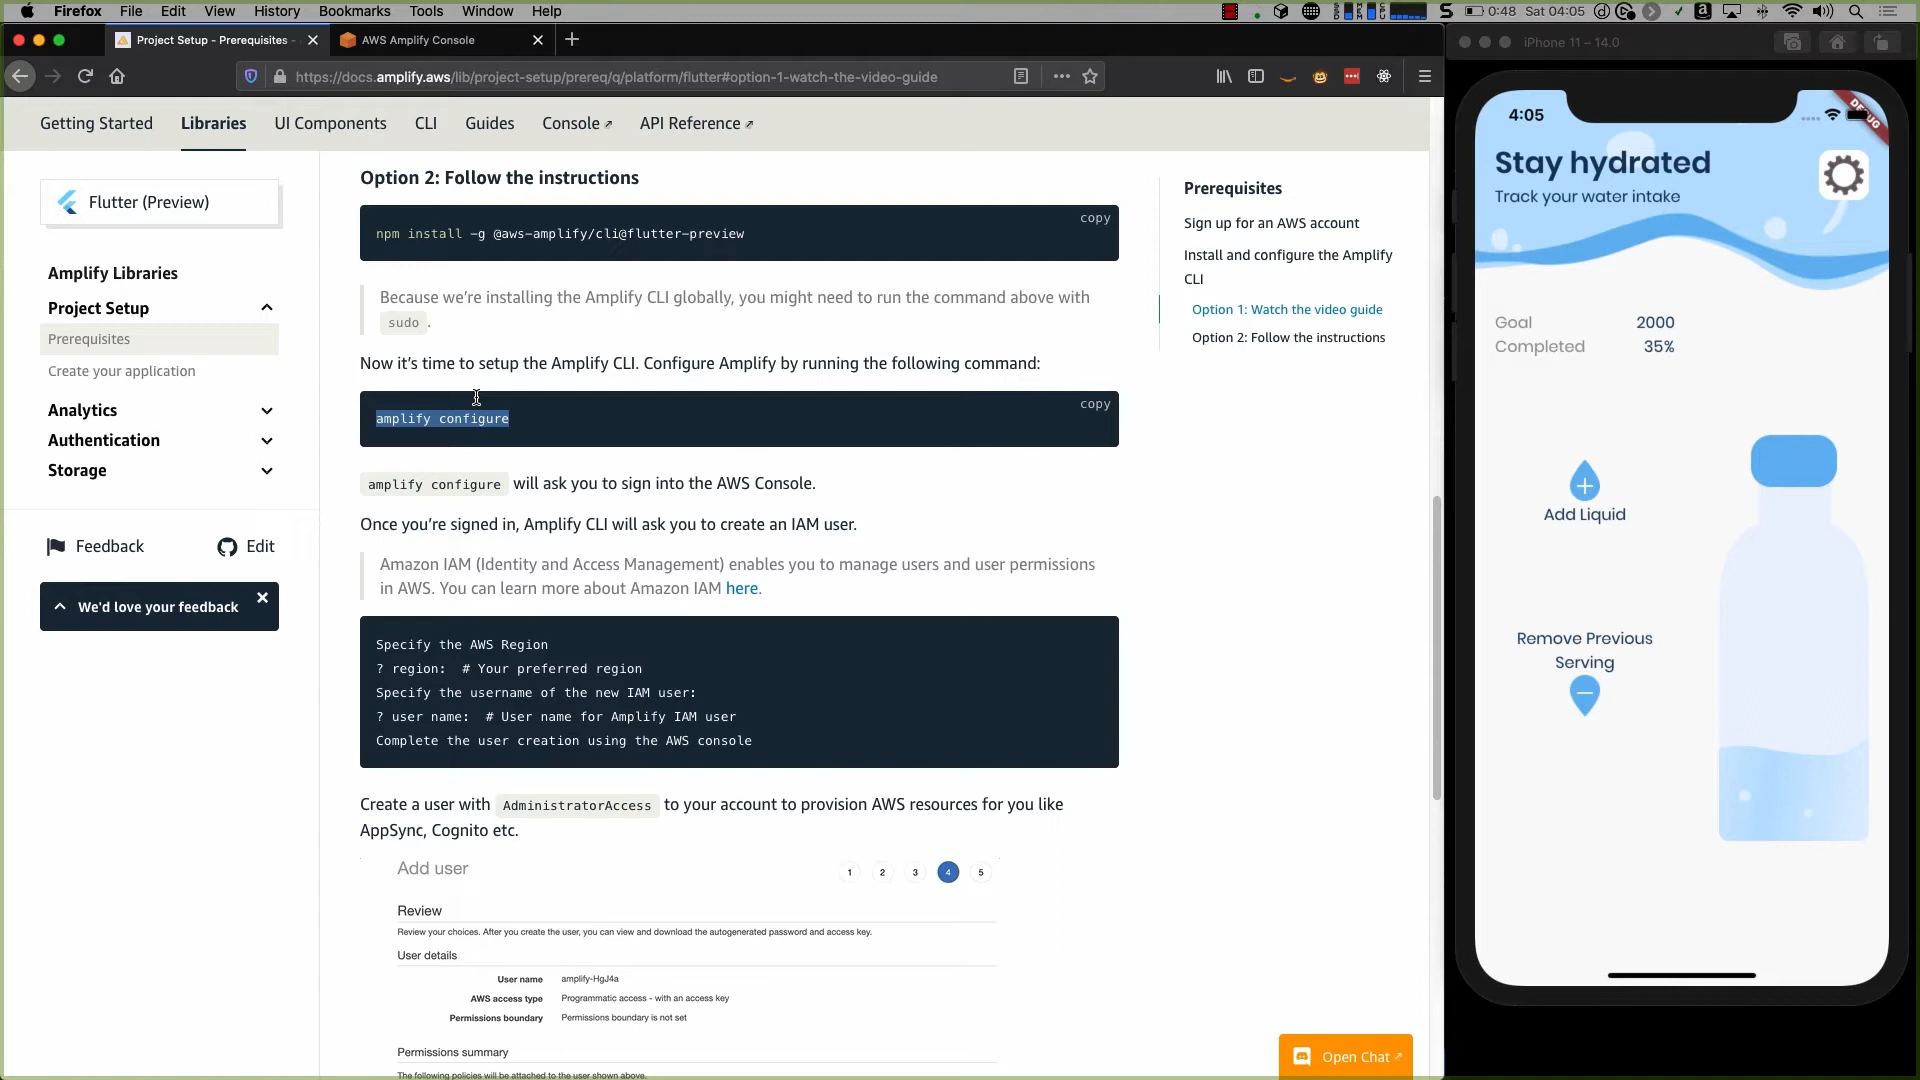 Firefox File Edit View History Bookmarks Tools Window Help
0:48 Sat 04:05
Project Setup - Prerequisites -
AWS Amplify Console
iPhone 11 – 14.0
https://docs.amplify.aws/lib/project-setup/prereq/q/platform/flutter#option-1-watch-the-video-guide
Getting Started Libraries UI Components CLI Guides Console API Reference
Flutter (Preview)
Amplify Libraries
Project Setup
Prerequisites
Create your application
Analytics
Authentication
Storage
Feedback
Edit
We'd love your feedback
Option 2: Follow the instructions
copy
npm install -g @aws-amplify/cli@flutter-preview
Because we’re installing the Amplify CLI globally, you might need to run the command above with
sudo .
Now it’s time to setup the Amplify CLI. Configure Amplify by running the following command:
copy
amplify configure
amplify configure will ask you to sign into the AWS Console.
Once you’re signed in, Amplify CLI will ask you to create an IAM user.
Amazon IAM (Identity and Access Management) enables you to manage users and user permissions
in AWS. You can learn more about Amazon IAM here.
Specify the AWS Region
? region:  # Your preferred region
Specify the username of the new IAM user:
? user name:  # User name for Amplify IAM user
Complete the user creation using the AWS console
Create a user with AdministratorAccess to your account to provision AWS resources for you like
AppSync, Cognito etc.
Add user
1 2 3 4 5
Review
Review your choices. After you create the user, you can view and download the autogenerated password and access key.
User details
User name amplify-HgJ4a
AWS access type Programmatic access - with an access key
Permissions boundary Permissions boundary is not set
Permissions summary
The following policies will be attached to the user shown above.
Prerequisites
Sign up for an AWS account
Install and configure the Amplify
CLI
Option 1: Watch the video guide
Option 2: Follow the instructions
Open Chat
4:05
DEBUG
Stay hydrated
Track your water intake
Goal 2000
Completed 35%
Add Liquid
Remove Previous
Serving